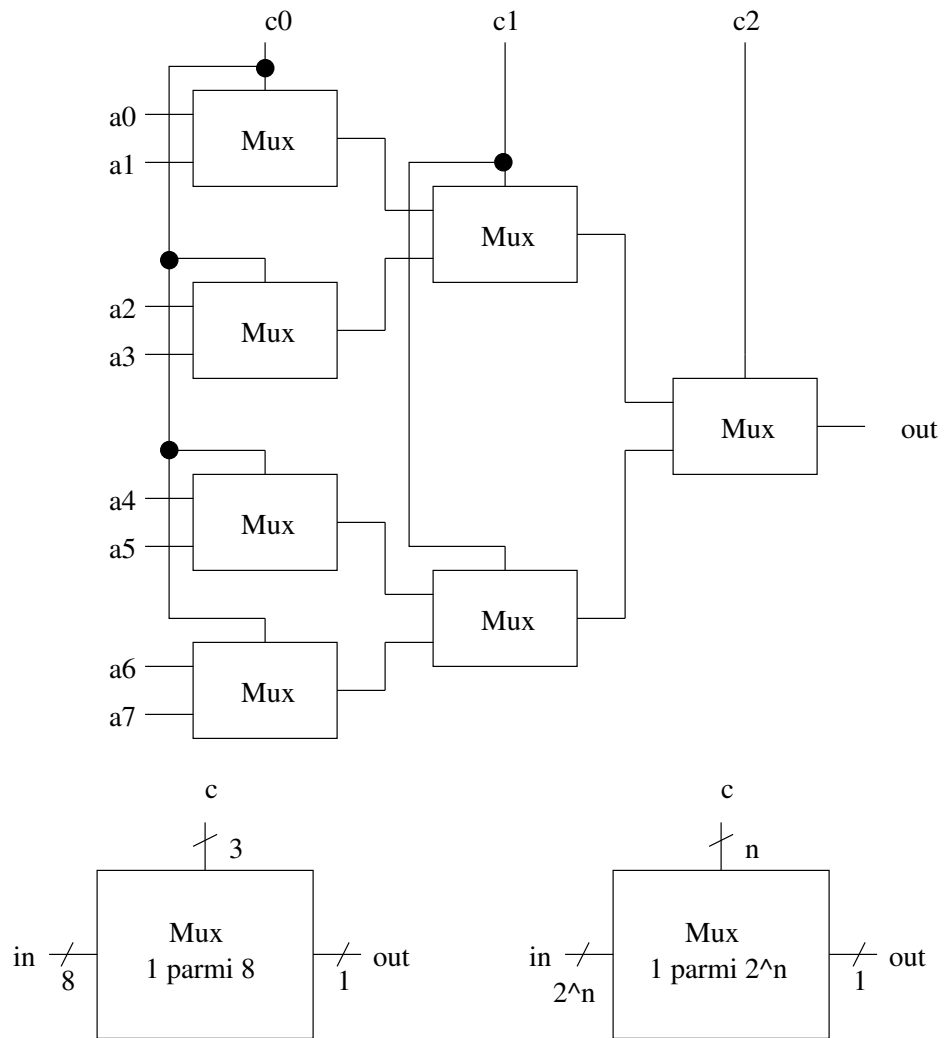 c0 c1 c2
a0
Mux
a1
Mux
a2
Mux
a3
Mux out
a4
Mux
a5
Mux
a6
Mux
a7
c c
3 n
Mux Mux
in out in out
1 parmi 8 1 parmi 2^n
8 1 2^n 1